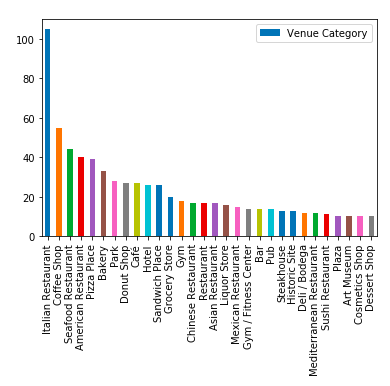 Venue Category
100
80
60
40
20
0
Italian Restaurant
Coffee Shop
Seafood Restaurant
American Restaurant
Pizza Place
Bakery
Park
Donut Shop
Café
Hotel
Sandwich Place
Grocery Store
Gym
Chinese Restaurant
Restaurant
Asian Restaurant
Liquor Store
Mexican Restaurant
Gym / Fitness Center
Bar
Pub
Steakhouse
Historic Site
Deli / Bodega
Mediterranean Restaurant
Sushi Restaurant
Plaza
Art Museum
Cosmetics Shop
Dessert Shop